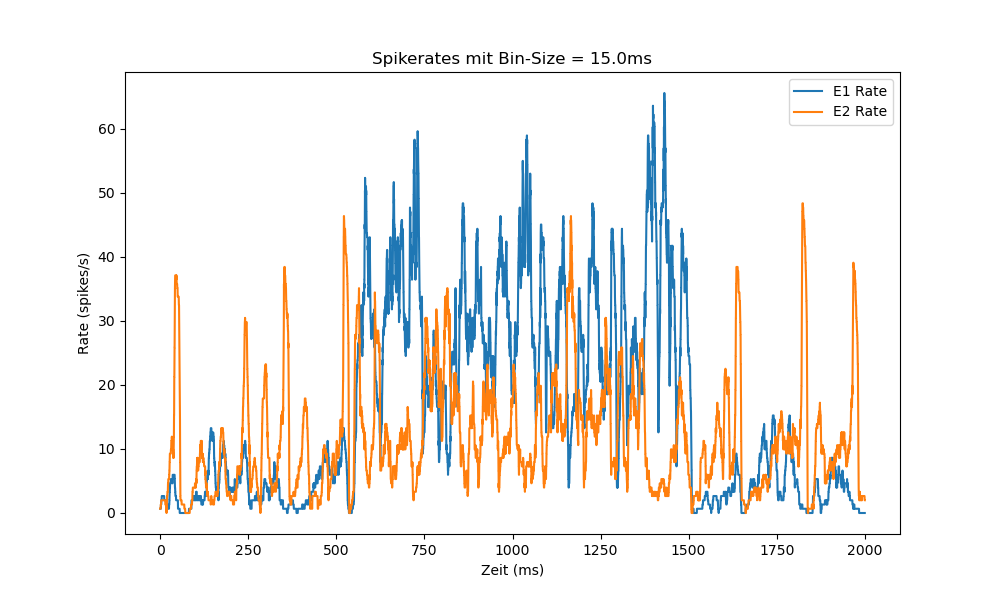 Spikerates mit Bin-Size = 15.0ms
E1 Rate
E2 Rate
Rate (spikes/s)
60
50
40
30
20
10
0
0 250 500 750 1000 1250 1500 1750 2000
Zeit (ms)